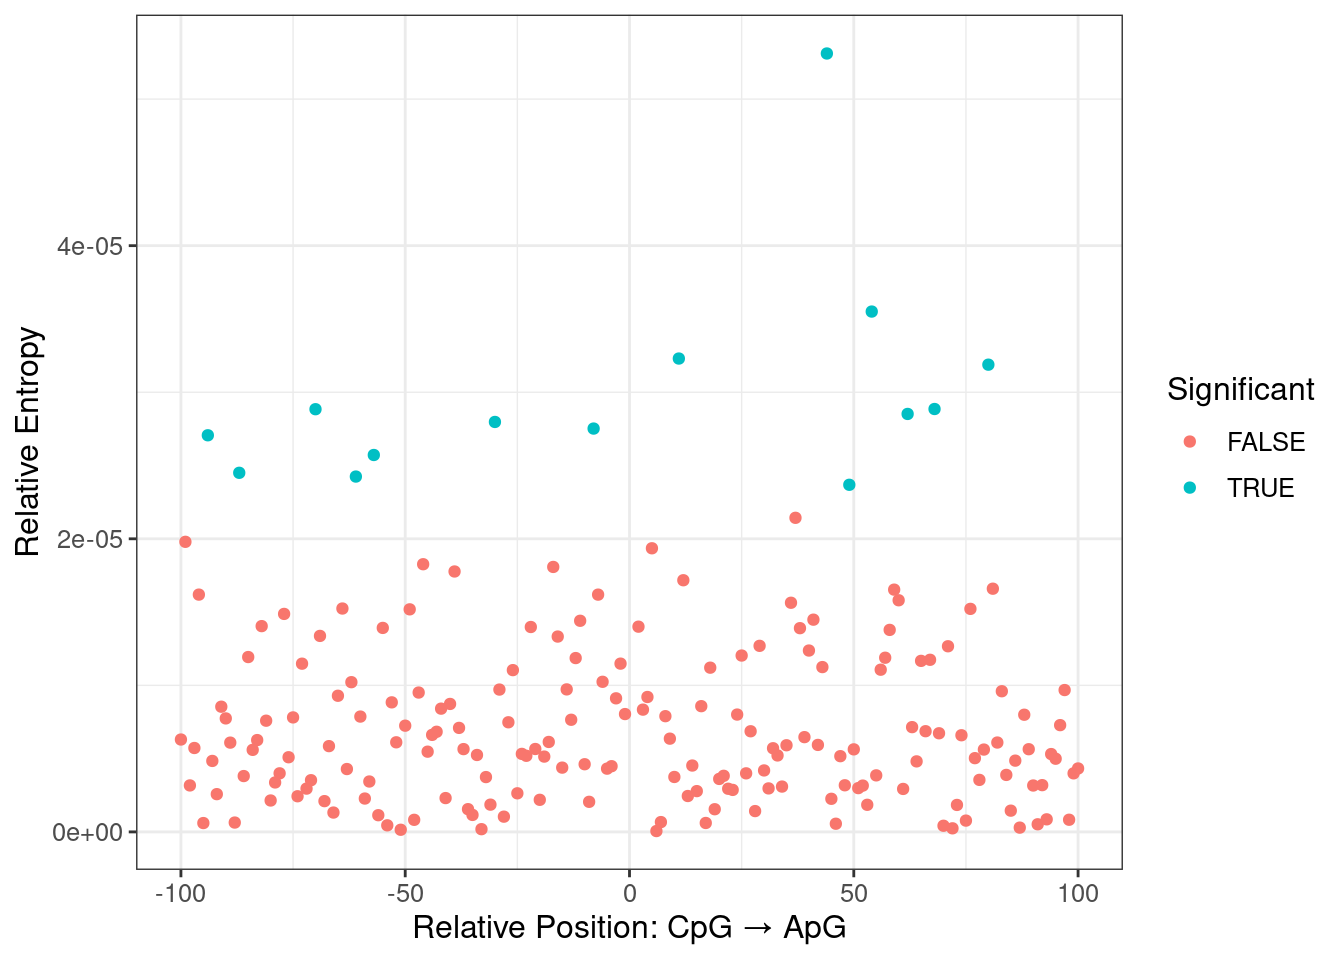 Relative Entropy
4e-05
2e-05
0e+00
-100
-50
0
50
100
Relative Position: CpG → ApG
Significant
FALSE
TRUE